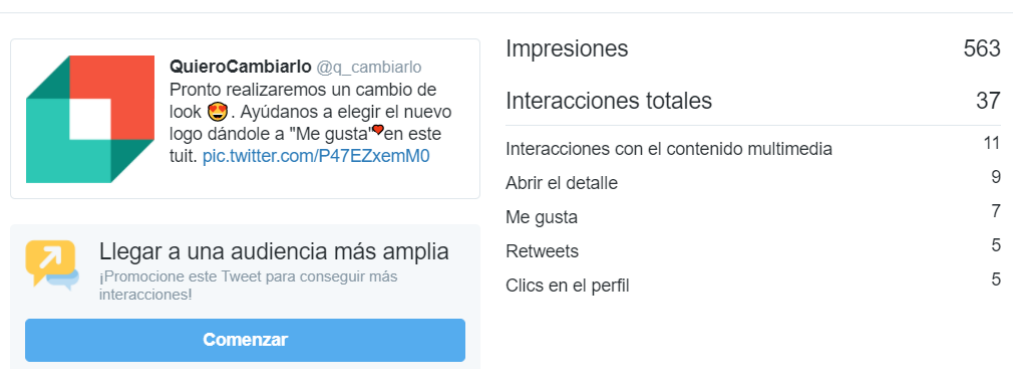 QuieroCambiarlo @q_cambiarlo
Pronto realizaremos un cambio de
look 😍. Ayúdanos a elegir el nuevo
logo dándole a "Me gusta"❤en este
tuit. pic.twitter.com/P47EZxemM0
Llegar a una audiencia más amplia
¡Promocione este Tweet para conseguir más
interacciones!
Comenzar
Impresiones 563
Interacciones totales 37
Interacciones con el contenido multimedia 11
Abrir el detalle 9
Me gusta 7
Retweets 5
Clics en el perfil 5